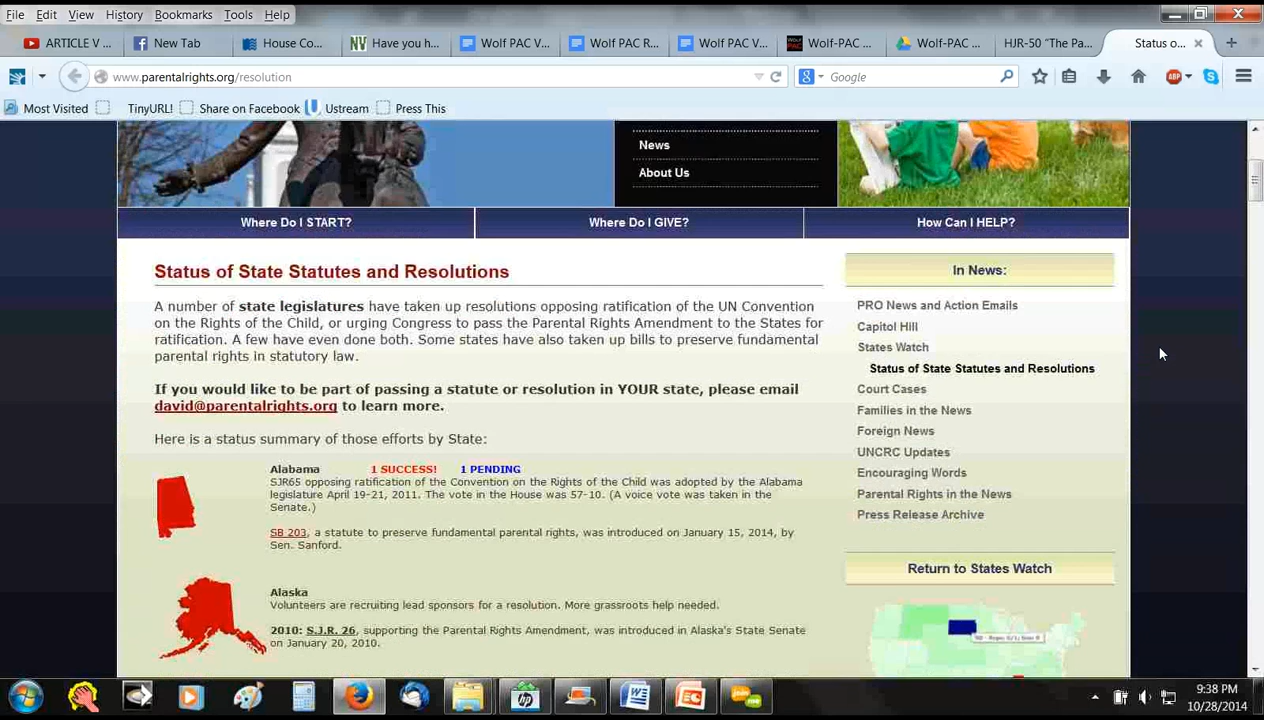 File Edit View History Bookmarks Tools Help
ARTICLE V ... New Tab House Co... Have you h... Wolf PAC V... Wolf PAC R... Wolf PAC V... Wolf-PAC ... Wolf-PAC ... HJR-50 “The Pa... Status o...
www.parentalrights.org/resolution Google
Most Visited TinyURL! Share on Facebook Ustream Press This
News
About Us
Where Do I START? Where Do I GIVE? How Can I HELP?
Status of State Statutes and Resolutions
A number of state legislatures have taken up resolutions opposing ratification of the UN Convention
on the Rights of the Child, or urging Congress to pass the Parental Rights Amendment to the States for
ratification. A few have even done both. Some states have also taken up bills to preserve fundamental
parental rights in statutory law.
If you would like to be part of passing a statute or resolution in YOUR state, please email
david@parentalrights.org to learn more.
Here is a status summary of those efforts by State:
Alabama 1 SUCCESS! 1 PENDING
SJR65 opposing ratification of the Convention on the Rights of the Child was adopted by the Alabama
legislature April 19-21, 2011. The vote in the House was 57-10. (A voice vote was taken in the
Senate.)
SB 203, a statute to preserve fundamental parental rights, was introduced on January 15, 2014, by
Sen. Sanford.
Alaska
Volunteers are recruiting lead sponsors for a resolution. More grassroots help needed.
2010: S.J.R. 26, supporting the Parental Rights Amendment, was introduced in Alaska's State Senate
on January 20, 2010.
In News:
PRO News and Action Emails
Capitol Hill
States Watch
Status of State Statutes and Resolutions
Court Cases
Families in the News
Foreign News
UNCRC Updates
Encouraging Words
Parental Rights in the News
Press Release Archive
Return to States Watch
9:38 PM
10/28/2014